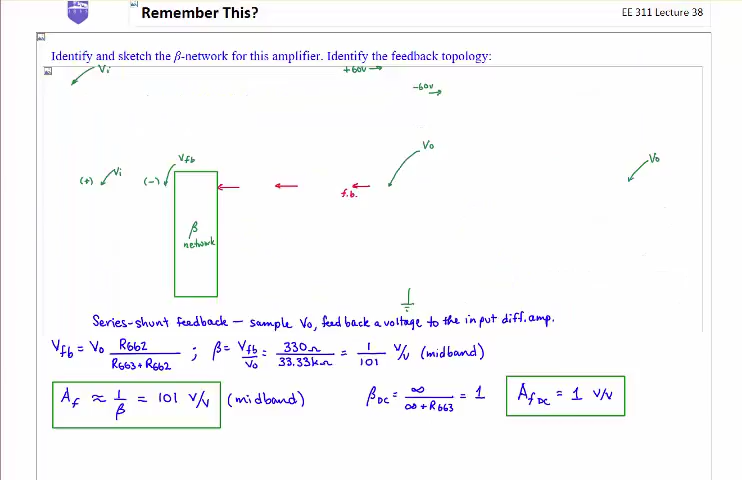 Remember This?
EE 311 Lecture 38
Identify and sketch the β-network for this amplifier. Identify the feedback topology:
Vi
+60V
-60V
Vo
Vfb
Vo
(+) Vi (-)
f.b.
β
network
Series-shunt feedback — sample Vo, feedback a voltage to the input diff. amp.
Vfb = Vo R662 / (R663 + R662) ; β = Vfb/Vo = 330Ω / 33.33kΩ = 1/101 V/V (midband)
Af ≈ 1/β = 101 V/V (midband)
βDC = ∞ / (∞ + R663) = 1
AfDC = 1 V/V